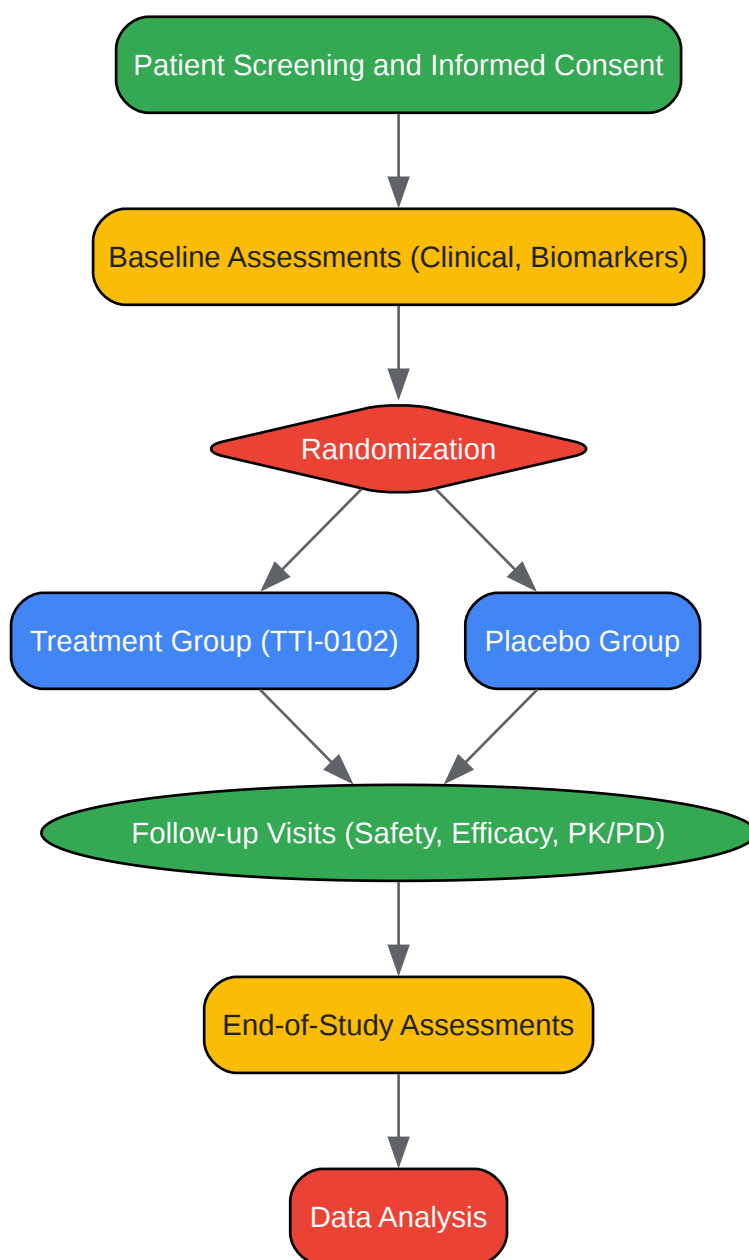 Patient Screening and Informed Consent
Baseline Assessments (Clinical, Biomarkers)
Randomization
Treatment Group (TTI-0102)
Placebo Group
Follow-up Visits (Safety, Efficacy, PK/PD)
End-of-Study Assessments
Data Analysis